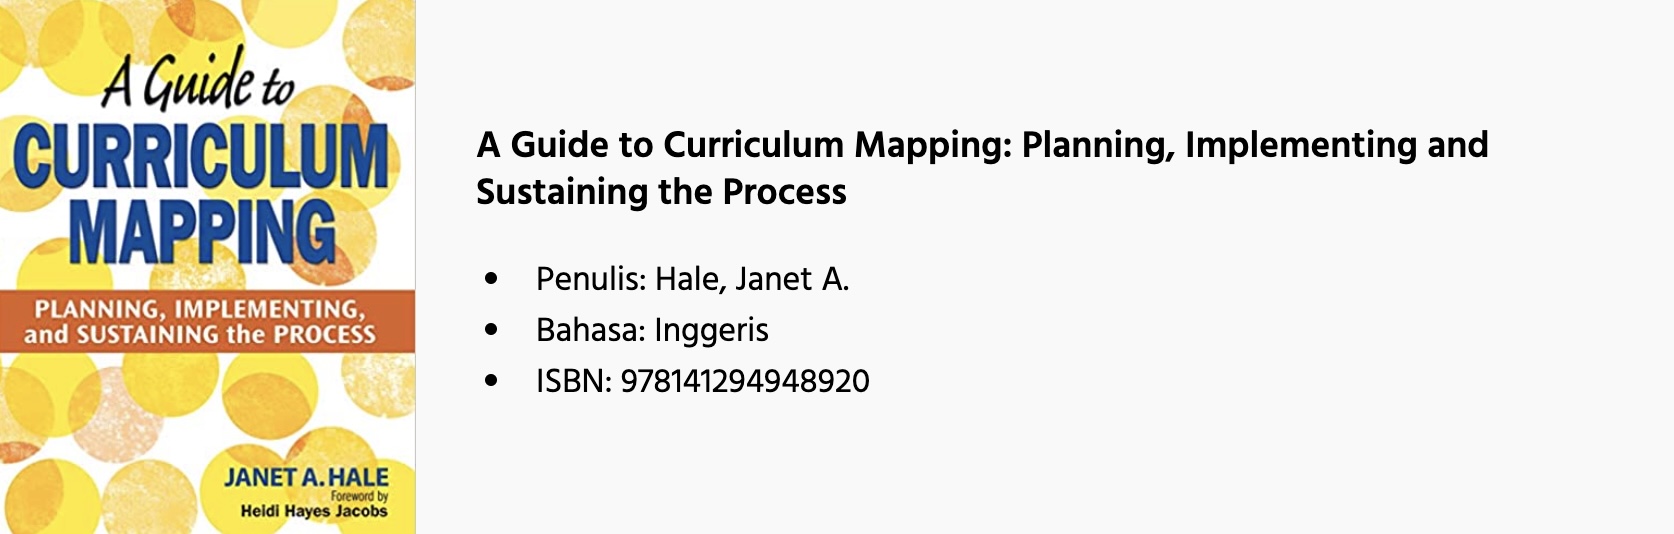 A Guide to
CURRICULUM
MAPPING
PLANNING, IMPLEMENTING,
and SUSTAINING the PROCESS
JANET A. HALE
Foreword by
Heidi Hayes Jacobs
A Guide to Curriculum Mapping: Planning, Implementing and
Sustaining the Process
• Penulis: Hale, Janet A.
• Bahasa: Inggeris
• ISBN: 978141294948920